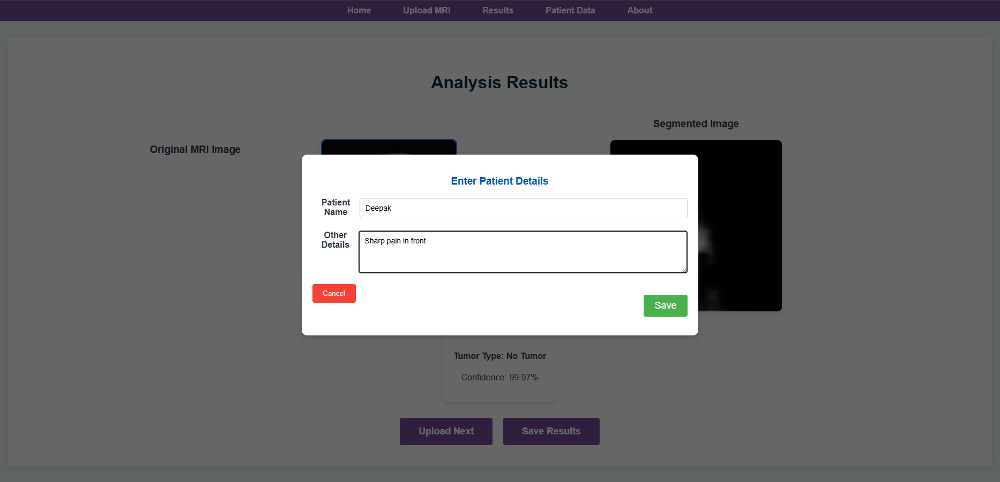 Home Upload MRI Results Patient Data About
Analysis Results
Segmented Image
Original MRI Image
Enter Patient Details
Patient
Name
Deepak
Other
Details
Sharp pain in front
Cancel
Save
Tumor Type: No Tumor
Confidence: 99.97%
Upload Next Save Results